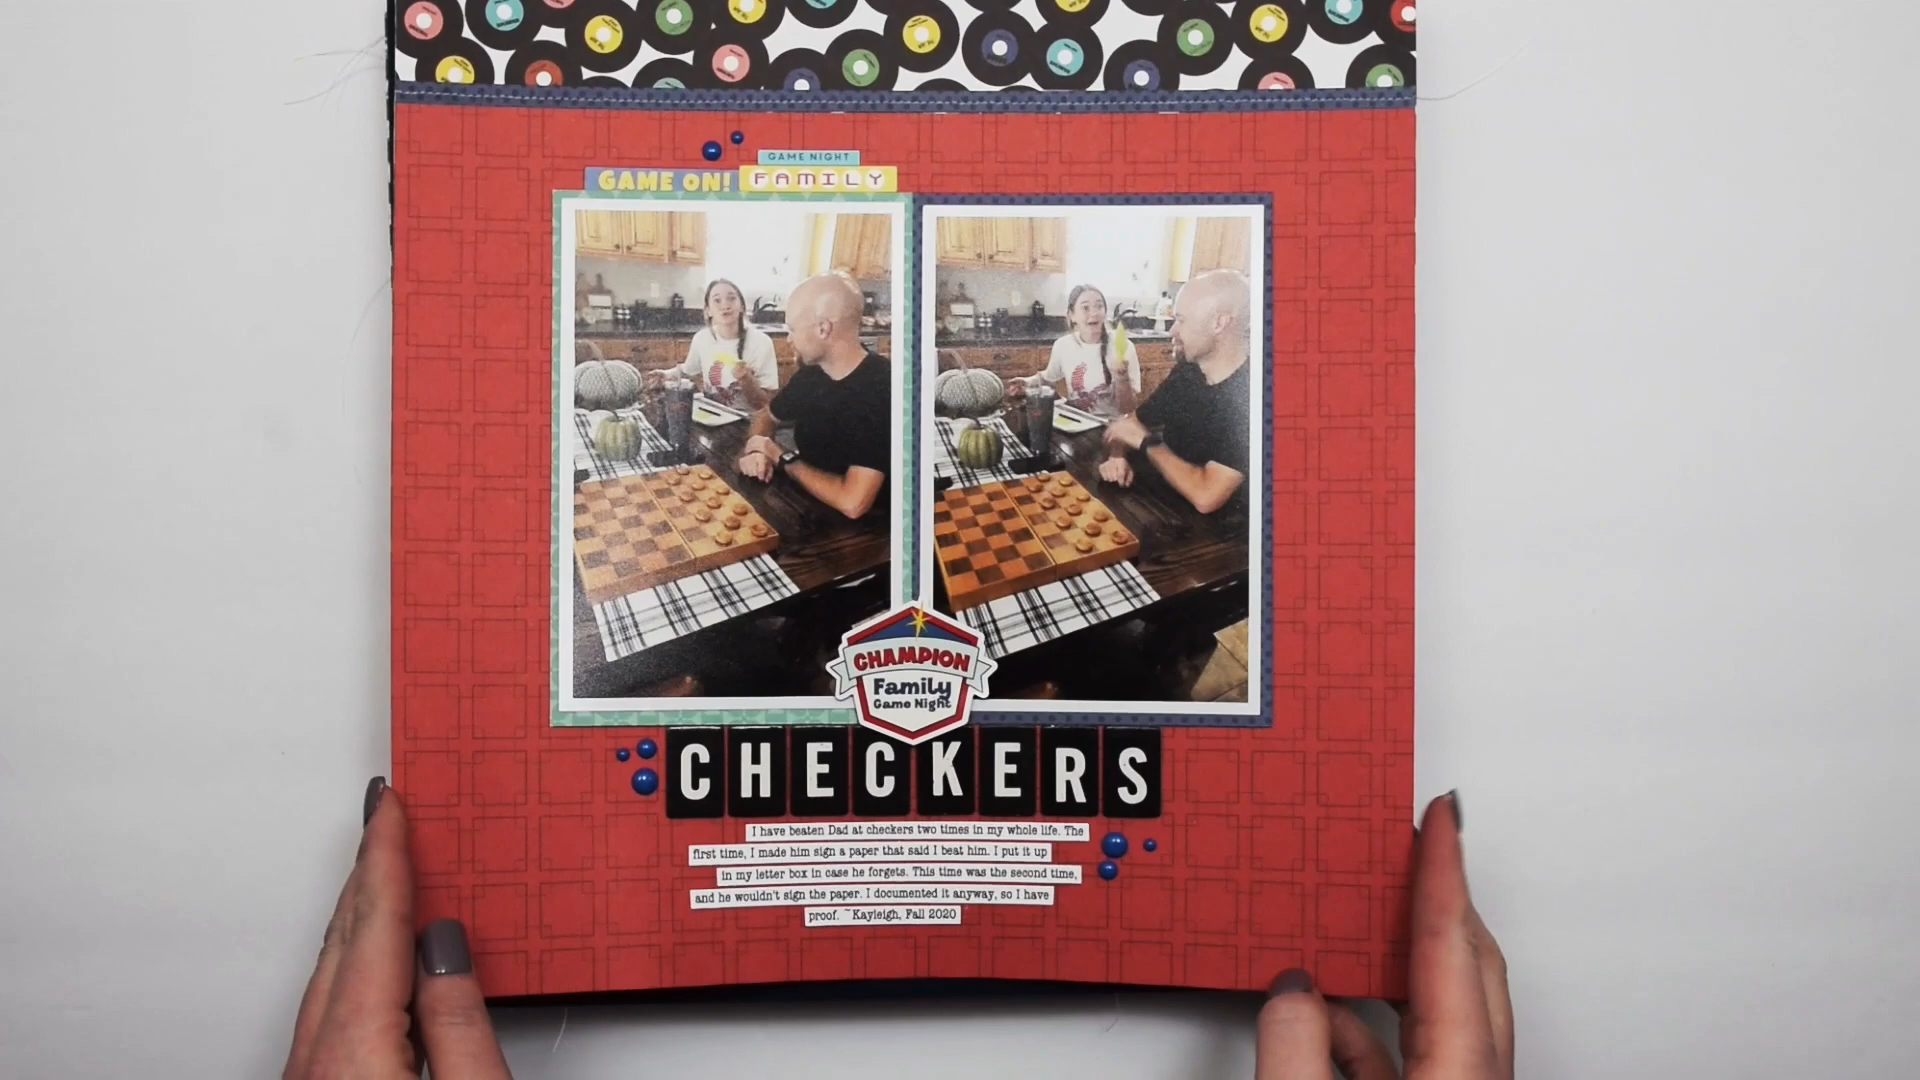 GAME NIGHT
GAME ON! FAMILY
CHAMPION
Family
Game Night
CHECKERS
I have beaten Dad at checkers two times in my whole life. The
first time, I made him sign a paper that said I beat him. I put it up
in my letter box in case he forgets. This time was the second time,
and he wouldn't sign the paper. I documented it anyway, so I have
proof. ~Kayleigh, Fall 2020